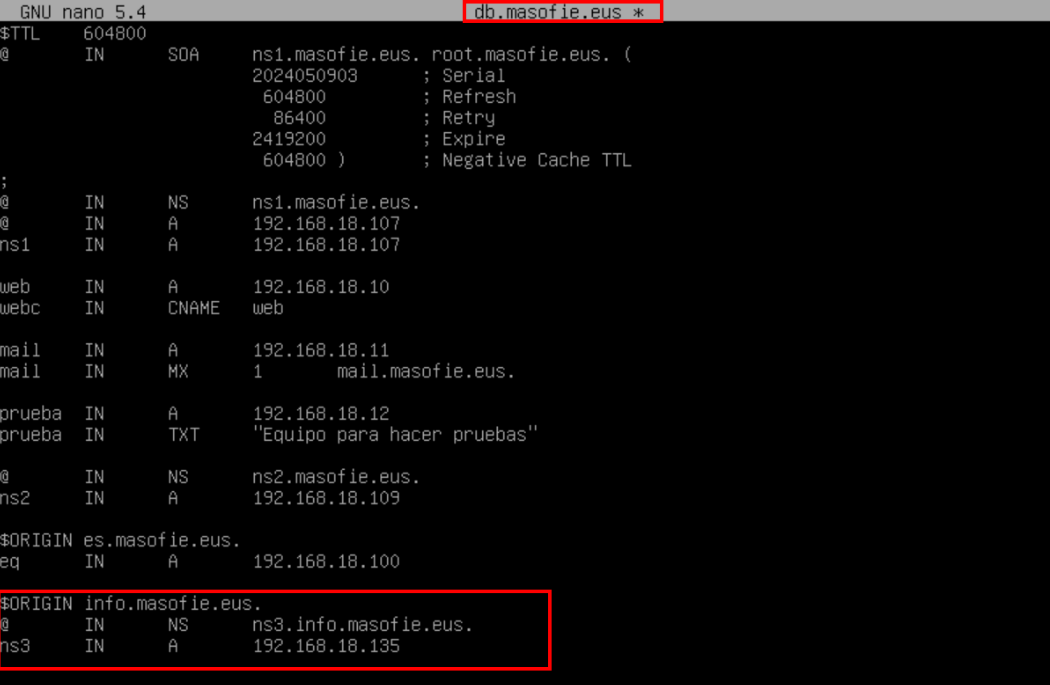 GNU nano 5.4 db.masofie.eus *
$TTL 604800
@ IN SOA ns1.masofie.eus. root.masofie.eus. (
2024050903 ; Serial
604800 ; Refresh
86400 ; Retry
2419200 ; Expire
604800 ) ; Negative Cache TTL
;
@ IN NS ns1.masofie.eus.
@ IN A 192.168.18.107
ns1 IN A 192.168.18.107
web IN A 192.168.18.10
webc IN CNAME web
mail IN A 192.168.18.11
mail IN MX 1 mail.masofie.eus.
prueba IN A 192.168.18.12
prueba IN TXT "Equipo para hacer pruebas"
@ IN NS ns2.masofie.eus.
ns2 IN A 192.168.18.109
$ORIGIN es.masofie.eus.
eq IN A 192.168.18.100
$ORIGIN info.masofie.eus.
@ IN NS ns3.info.masofie.eus.
ns3 IN A 192.168.18.135